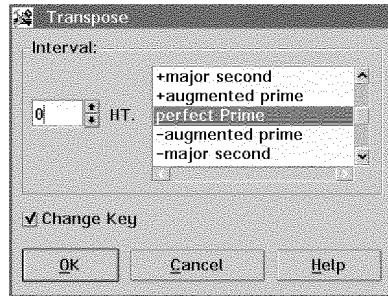 Transpose
Interval:
+major second
+augmented prime
0 HT. perfect Prime
-augmented prime
-major second
Change Key
OK Cancel Help